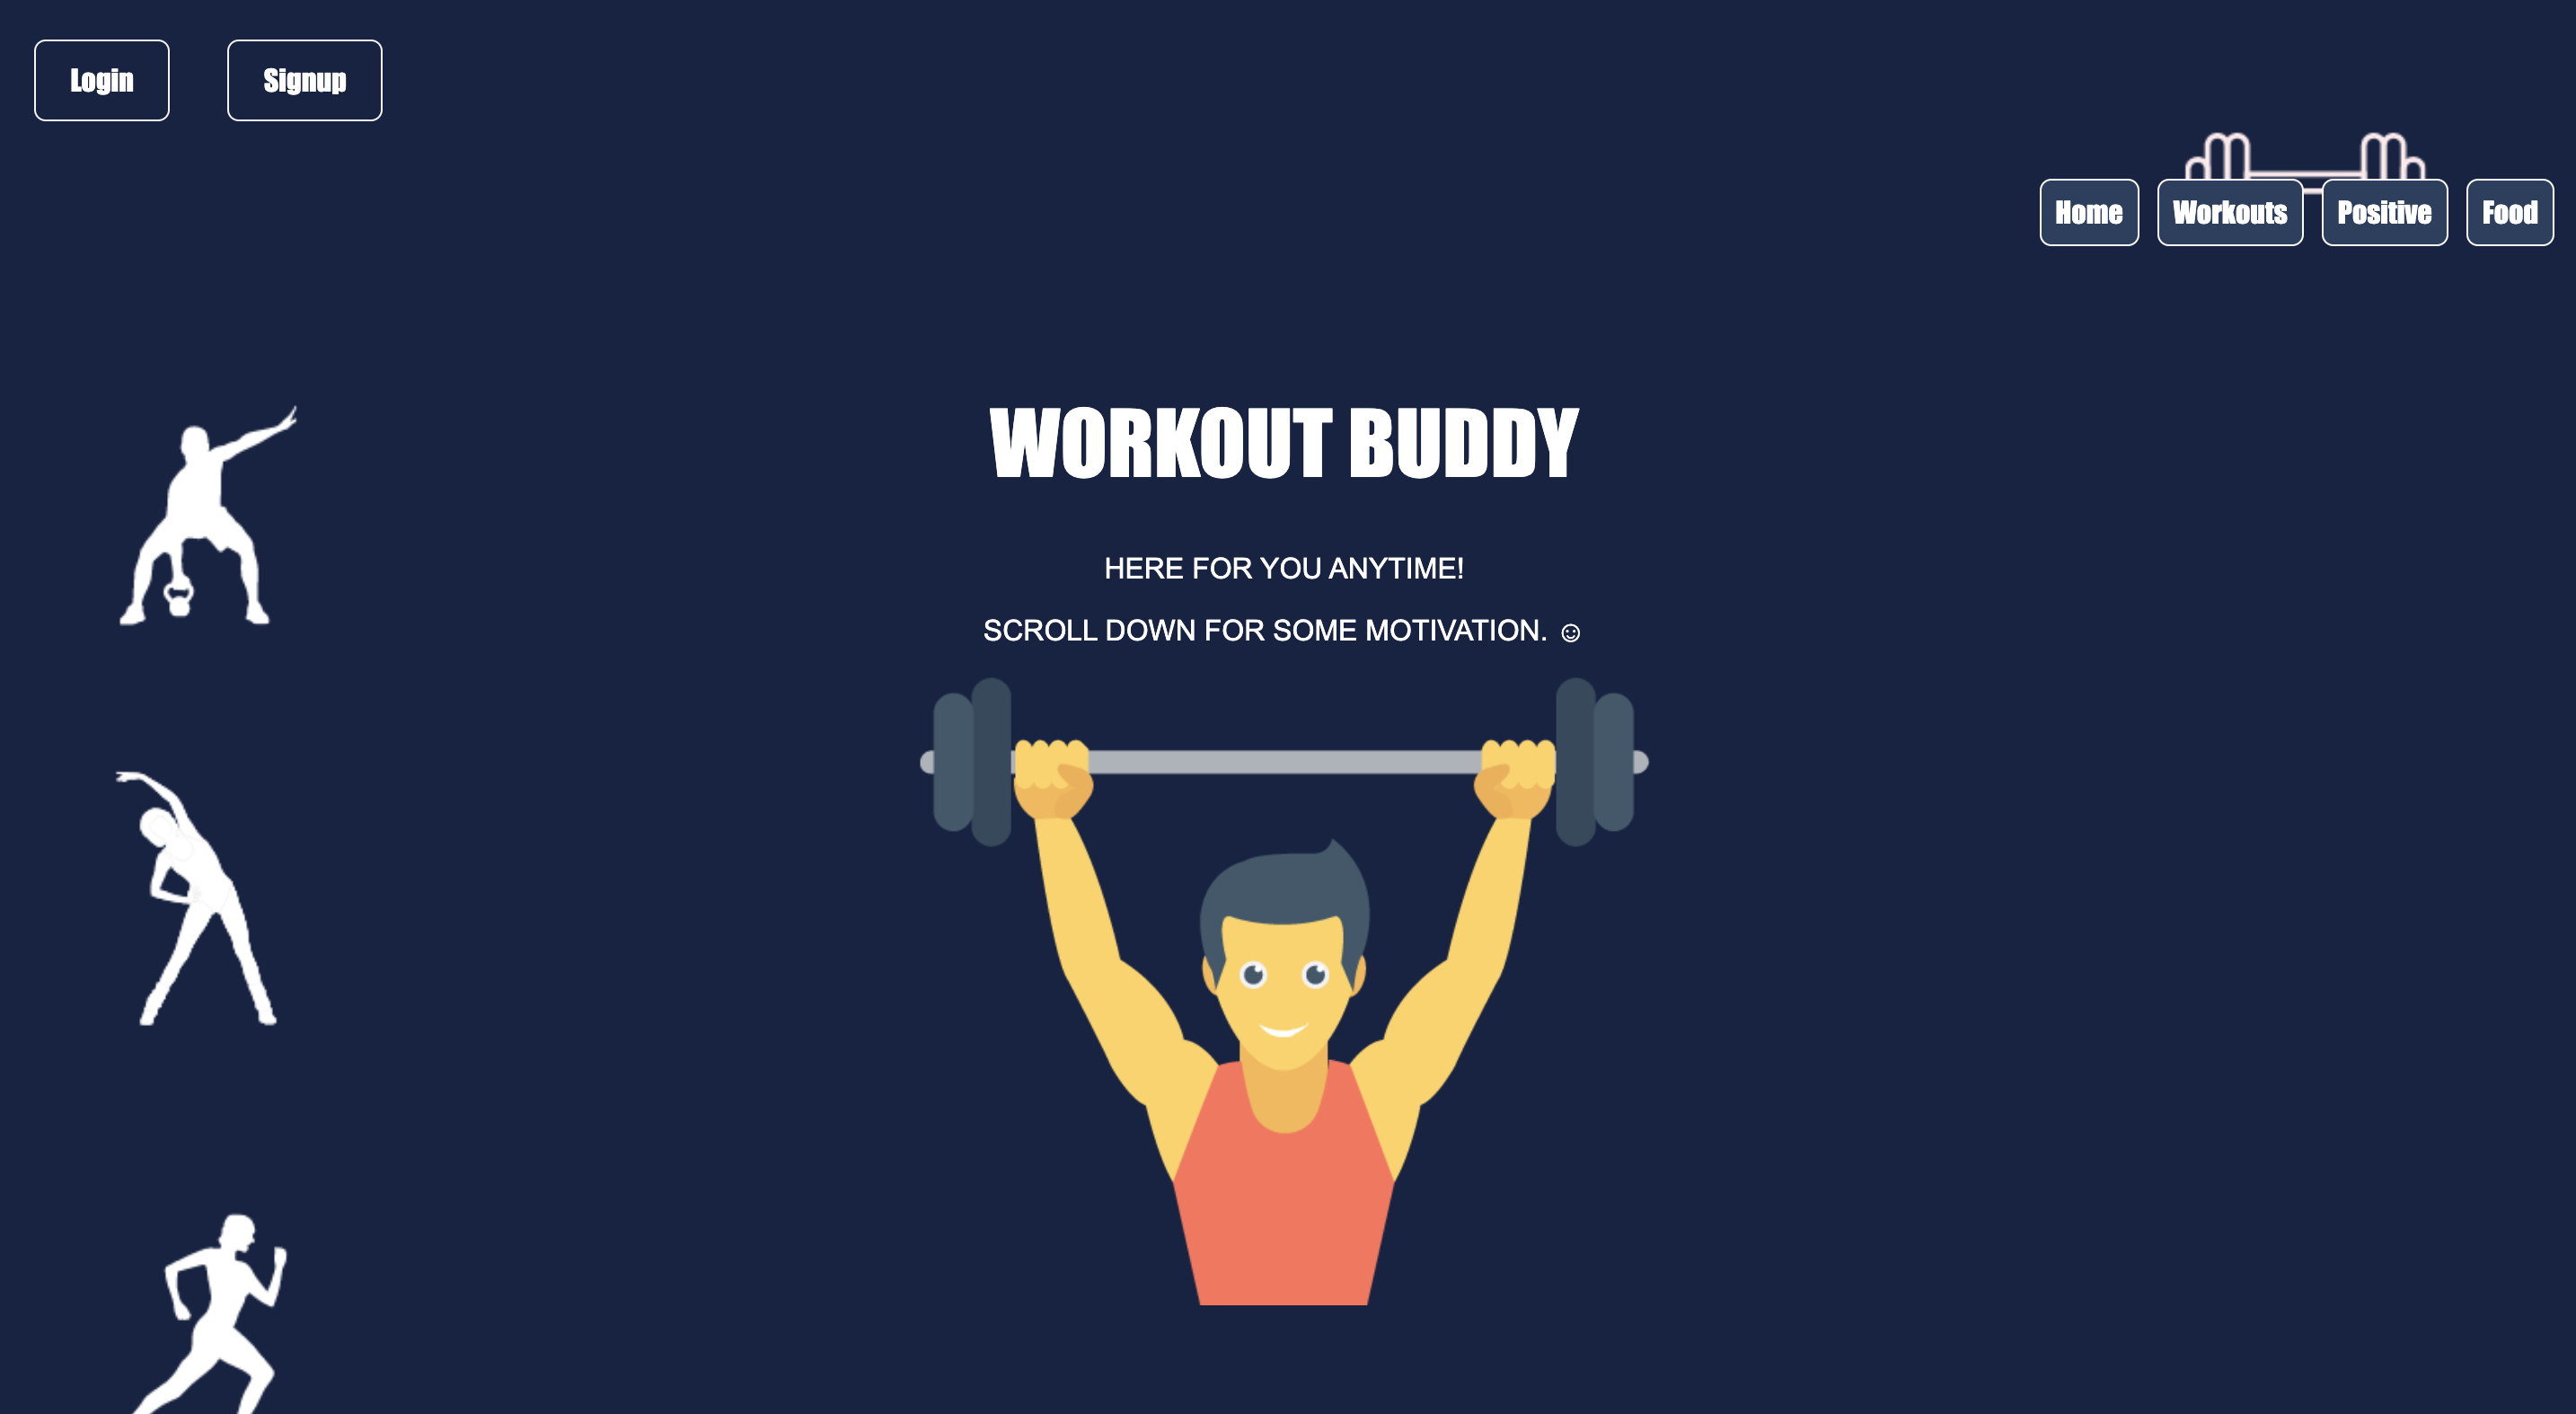 Login Signup
Home Workouts Positive Food
WORKOUT BUDDY
HERE FOR YOU ANYTIME!
SCROLL DOWN FOR SOME MOTIVATION. ☺